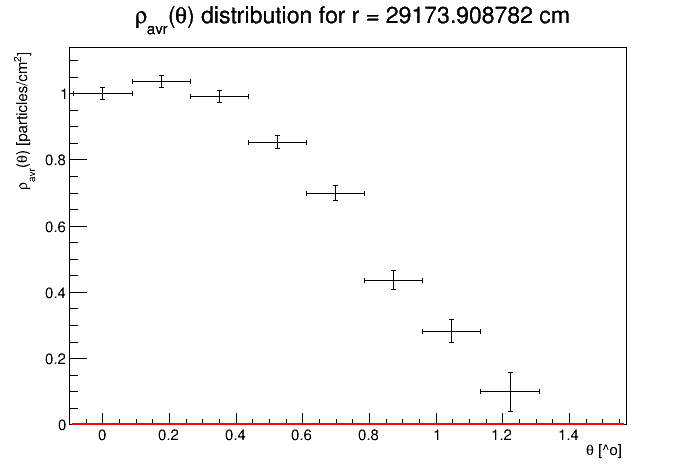 ρavr(θ) distribution for r = 29173.908782 cm
ρavr(θ) [particles/cm2]
1
0.8
0.6
0.4
0.2
0
0 0.2 0.4 0.6 0.8 1 1.2 1.4
θ [^o]